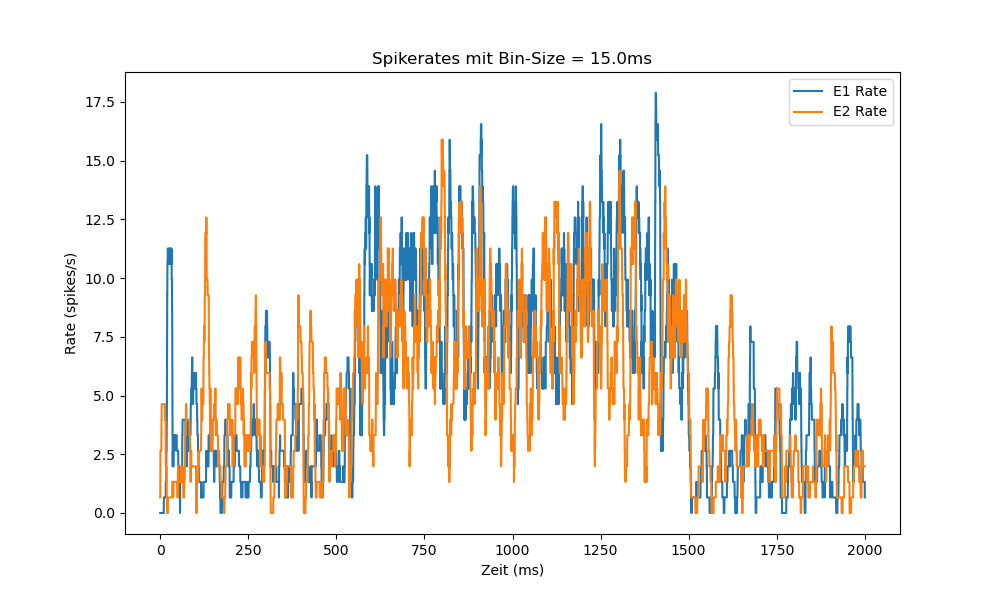 Spikerates mit Bin-Size = 15.0ms
E1 Rate
E2 Rate
17.5
15.0
12.5
10.0
7.5
5.0
2.5
0.0
Rate (spikes/s)
0 250 500 750 1000 1250 1500 1750 2000
Zeit (ms)